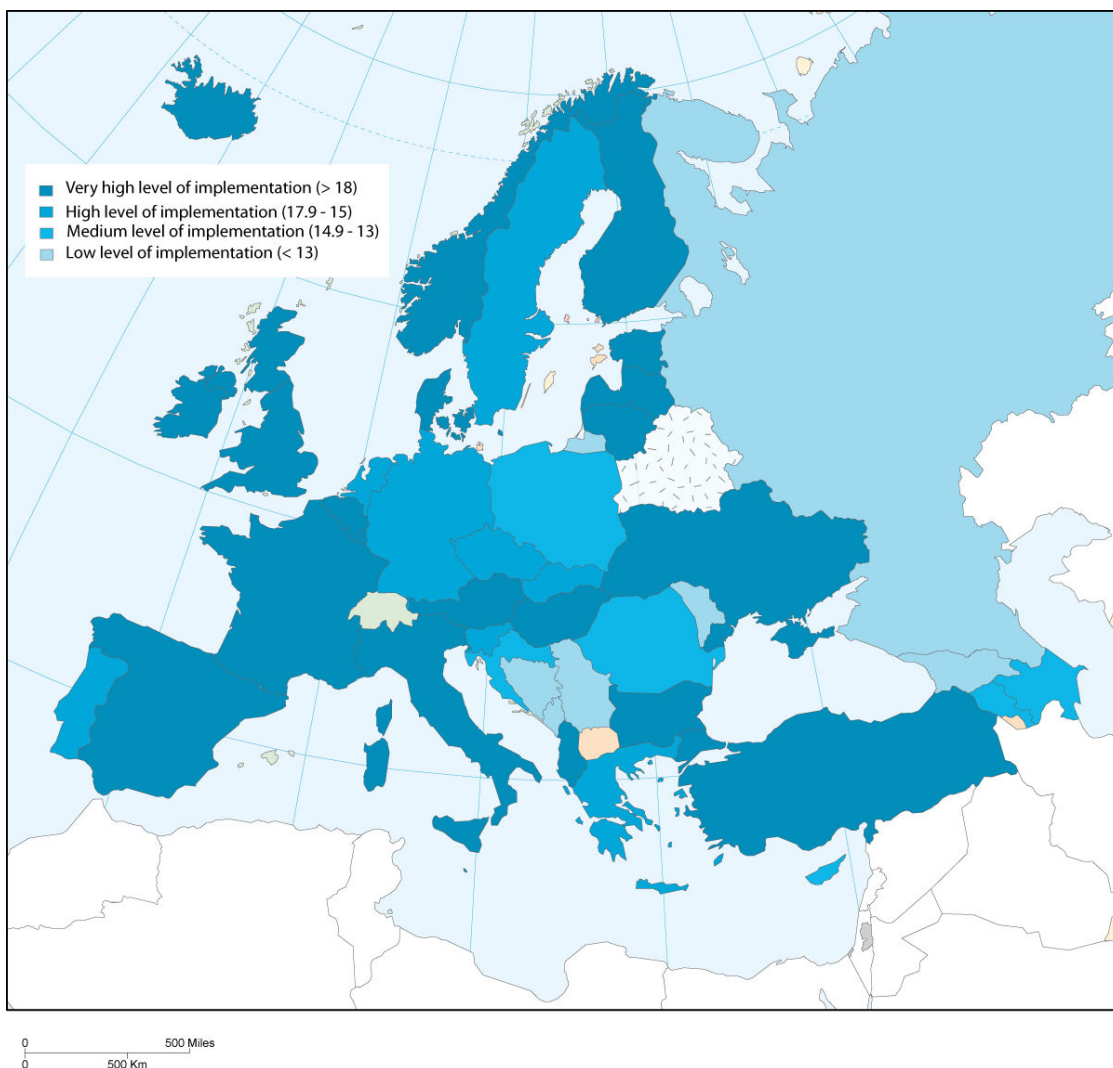 Very high level of implementation (> 18)
High level of implementation (17.9 - 15)
Medium level of implementation (14.9 - 13)
Low level of implementation (< 13)
0 500 Miles
0 500 Km